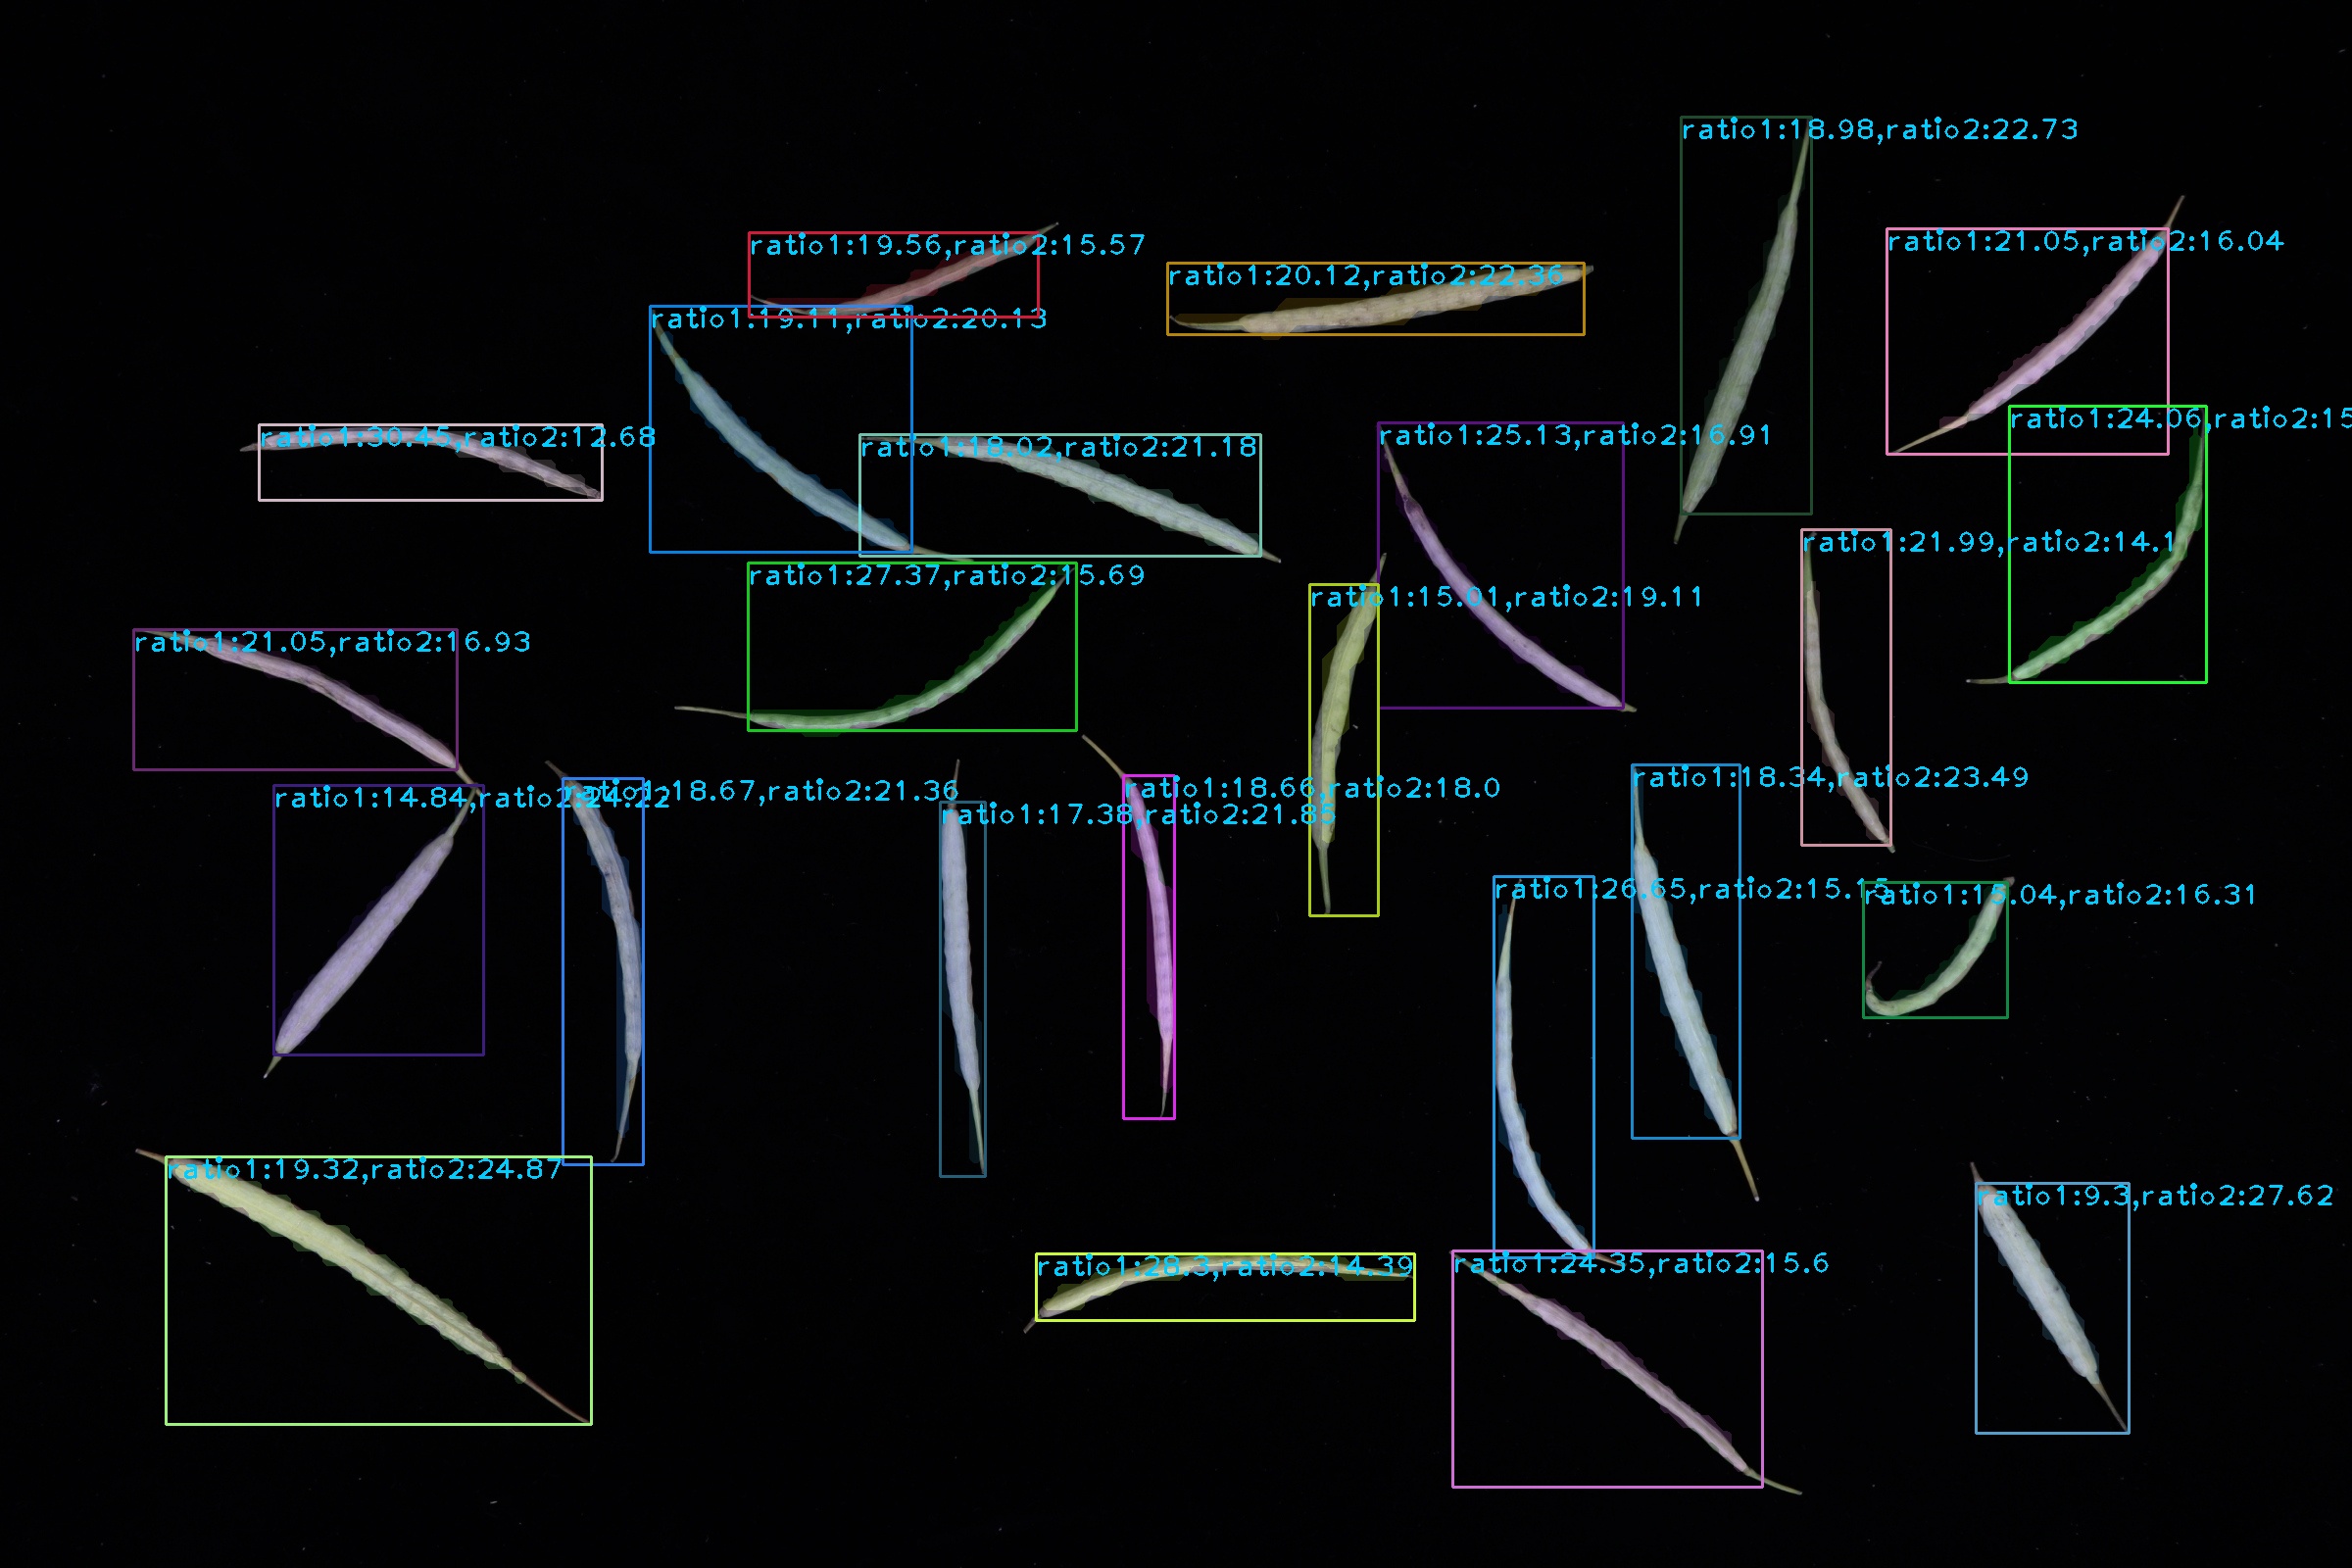 ratio1:18.98,ratio2:22.73
ratio1:19.56,ratio2:15.57
ratio1:21.05,ratio2:16.04
ratio1:20.12,ratio2:22.36
ratio1:19.11,ratio2:20.13
ratio1:24.06,ratio2:15
ratio1:30.45,ratio2:12.68
ratio1:18.02,ratio2:21.18
ratio1:25.13,ratio2:16.91
ratio1:21.99,ratio2:14.1
ratio1:27.37,ratio2:15.69
ratio1:15.01,ratio2:19.11
ratio1:21.05,ratio2:16.93
ratio1:18.34,ratio2:23.49
ratio1:14.84,ratio2:24.22
ratio1:18.67,ratio2:21.36
ratio1:18.66,ratio2:18.0
ratio1:17.38,ratio2:21.85
ratio1:26.65,ratio2:15.15
ratio1:15.04,ratio2:16.31
ratio1:19.32,ratio2:24.87
ratio1:9.3,ratio2:27.62
ratio1:28.3,ratio2:14.39
ratio1:24.35,ratio2:15.6